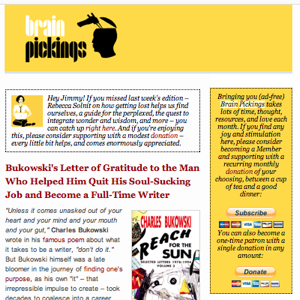 brain
pickings
Hey Jimmy! If you missed last week's edition –
Rebecca Solnit on how getting lost helps us find
ourselves, a guide for the perplexed, the quest to
integrate wonder and wisdom, and more – you
can catch up right here. And if you're enjoying
this, please consider supporting with a modest donation –
every little bit helps, and comes enormously appreciated.
Bukowski's Letter of Gratitude to the Man
Who Helped Him Quit His Soul-Sucking
Job and Become a Full-Time Writer
"Unless it comes unasked out of your
heart and your mind and your mouth
and your gut," Charles Bukowski
wrote in his famous poem about what
it takes to be a writer, "don't do it."
But Bukowski himself was a late
bloomer in the journey of finding one's
purpose, as his own "it" – that
impressible impulse to create – took
decades to coalesce into a career
CHARLES BUKOWSKI
REACH
FOR THE
SUN
SELECTED LETTERS 1978-1994
VOLUME 3
Bringing you (ad-free)
Brain Pickings takes
lots of time, thought,
resources, and love each
month. If you find any
joy and stimulation
here, please consider
becoming a Member
and supporting with a
recurring monthly
donation of your
choosing, between a cup
of tea and a good
dinner:
Subscribe
You can also become a
one-time patron with a
single donation in any
amount:
Donate